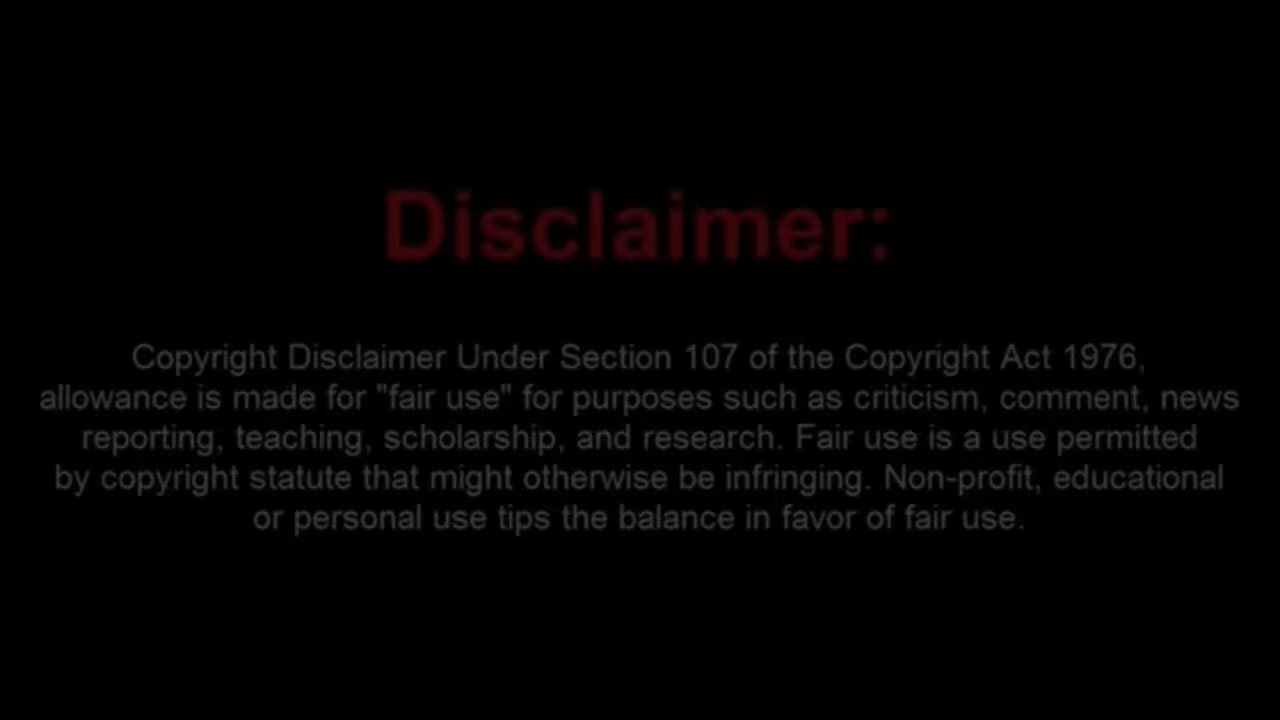 Disclaimer:
Copyright Disclaimer Under Section 107 of the Copyright Act 1976,
allowance is made for "fair use" for purposes such as criticism, comment, news
reporting, teaching, scholarship, and research. Fair use is a use permitted
by copyright statute that might otherwise be infringing. Non-profit, educational
or personal use tips the balance in favor of fair use.